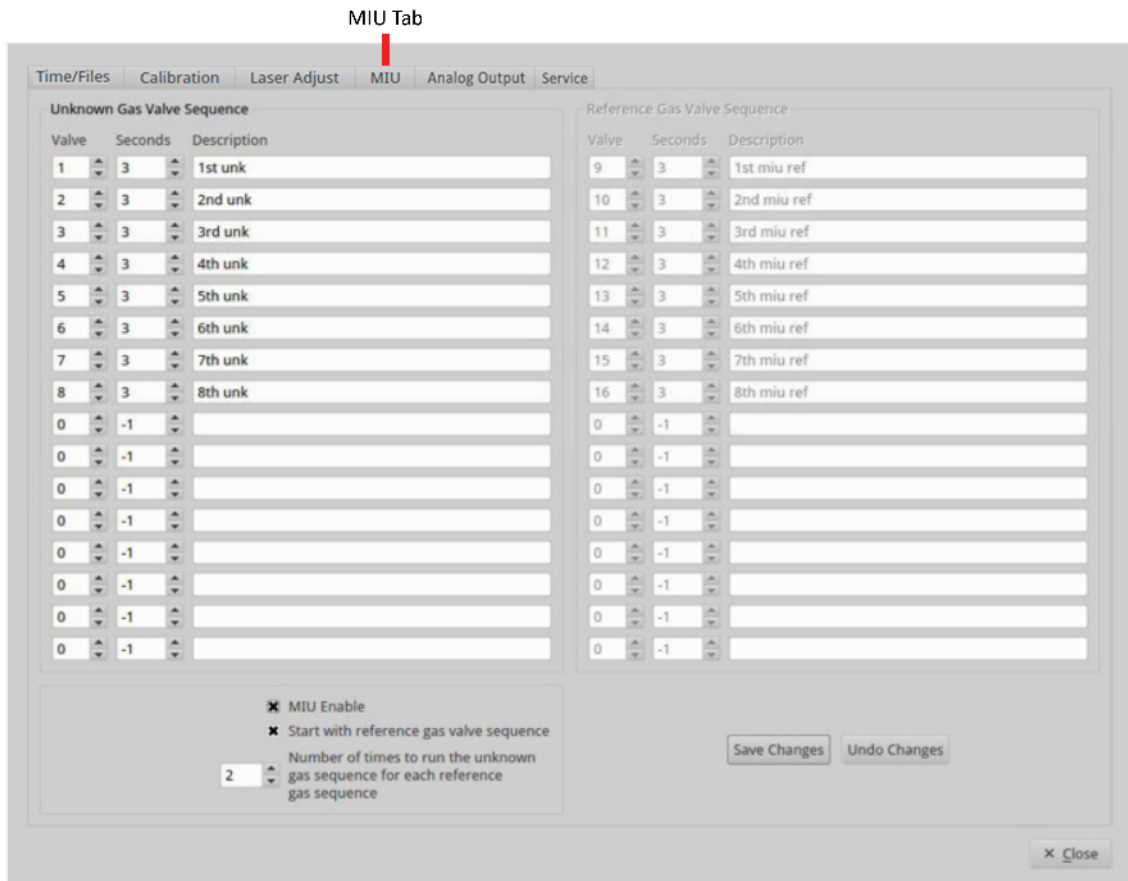 MIU Tab
Time/Files Calibration Laser Adjust MIU Analog Output Service
Unknown Gas Valve Sequence
Valve Seconds Description
1 3 1st unk
2 3 2nd unk
3 3 3rd unk
4 3 4th unk
5 3 5th unk
6 3 6th unk
7 3 7th unk
8 3 8th unk
0 -1
0 -1
0 -1
0 -1
0 -1
0 -1
0 -1
0 -1
Reference Gas Valve Sequence
Valve Seconds Description
9 3 1st miu ref
10 3 2nd miu ref
11 3 3rd miu ref
12 3 4th miu ref
13 3 5th miu ref
14 3 6th miu ref
15 3 7th miu ref
16 3 8th miu ref
0 -1
0 -1
0 -1
0 -1
0 -1
0 -1
0 -1
0 -1
MIU Enable
Start with reference gas valve sequence
Number of times to run the unknown
2 gas sequence for each reference
gas sequence
Save Changes Undo Changes
Close